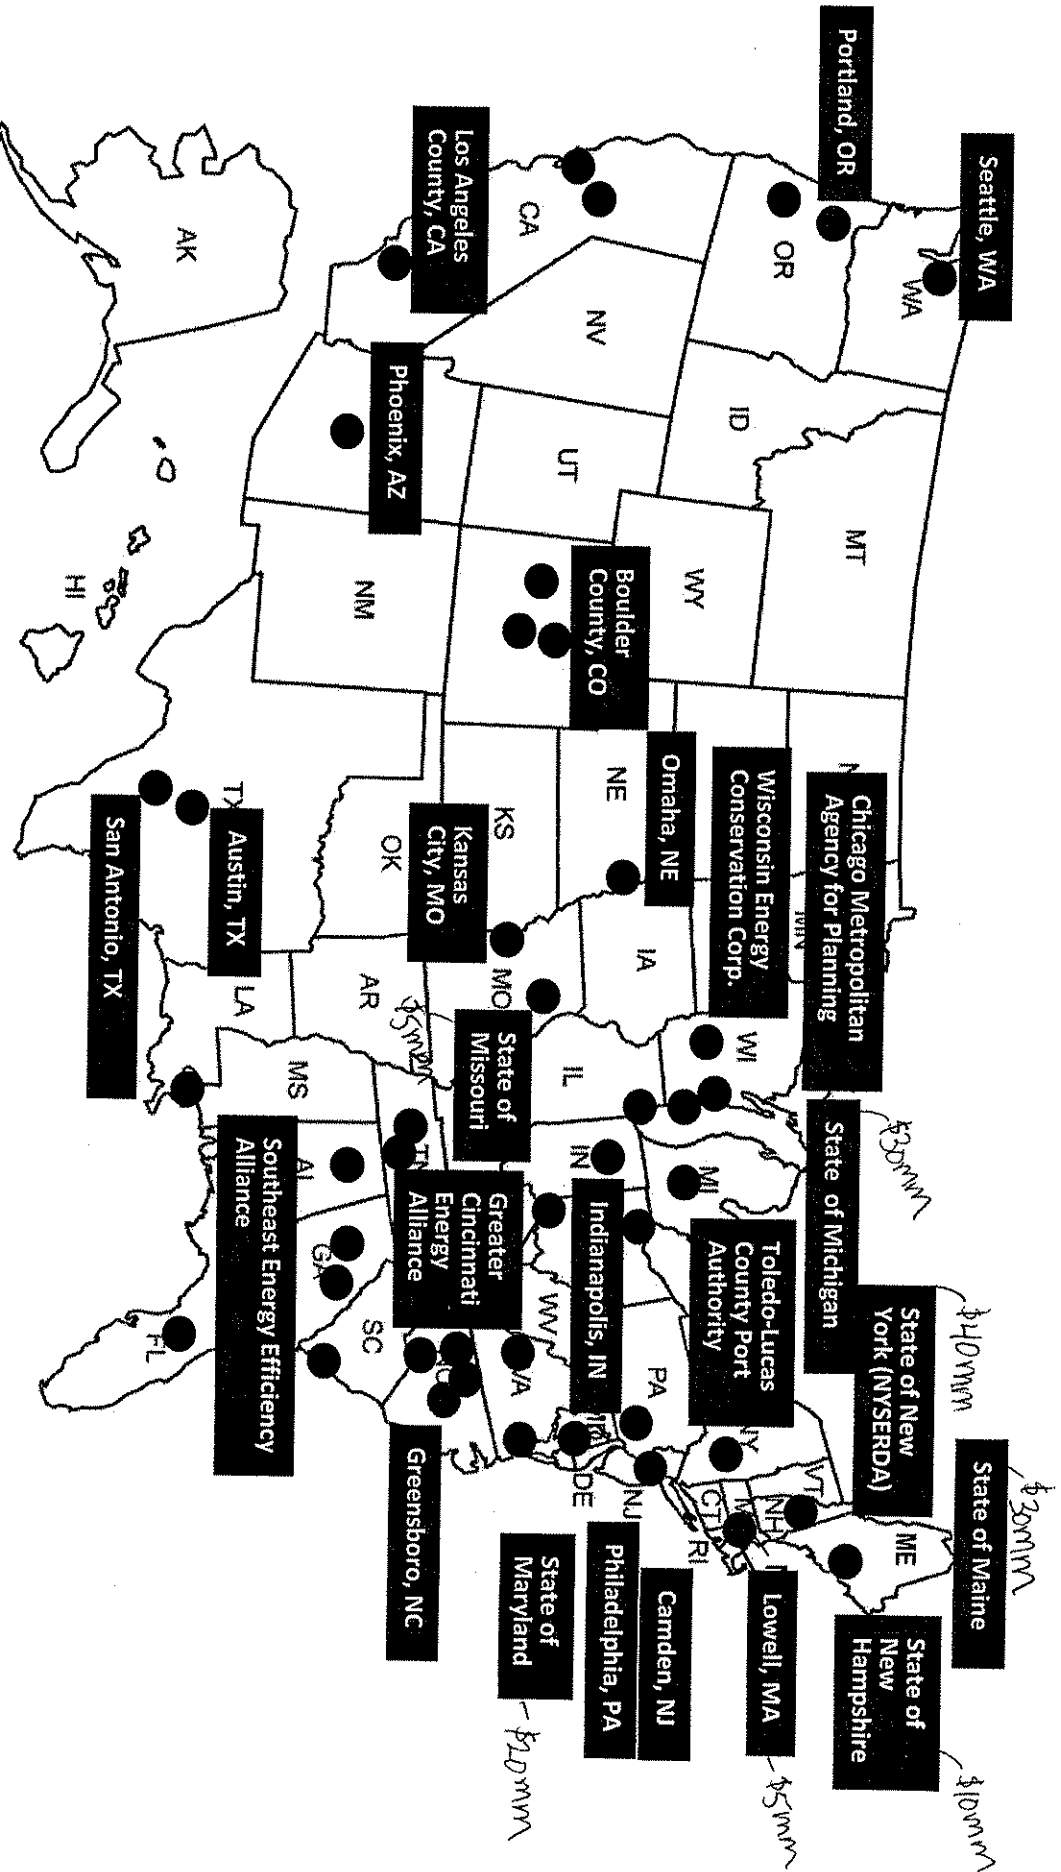 Seattle, WA
Portland, OR
Los Angeles
County, CA
Phoenix, AZ
Boulder
County, CO
Omaha, NE
Wisconsin Energy
Conservation Corp.
Chicago Metropolitan
Agency for Planning
Kansas
City, MO
State of
Missouri
$5mm
Austin, TX
San Antonio, TX
Southeast Energy Efficiency
Alliance
Greater
Cincinnati
Energy
Alliance
Indianapolis, IN
Toledo-Lucas
County Port
Authority
State of Michigan
$30mm
State of New
York (NYSERDA)
$40mm
State of Maine
$30mm
State of
New
Hampshire
$10mm
Lowell, MA
$5mm
Camden, NJ
Philadelphia, PA
State of
Maryland
$20mm
Greensboro, NC
WA
OR
CA
NV
ID
UT
MT
WY
NM
AK
HI
NE
KS
OK
TX
MN
IA
MO
AR
LA
WI
IL
MS
MI
IN
TN
AL
GA
FL
SC
WV
VA
PA
NY
VT
NH
ME
CT
RI
NJ
DE